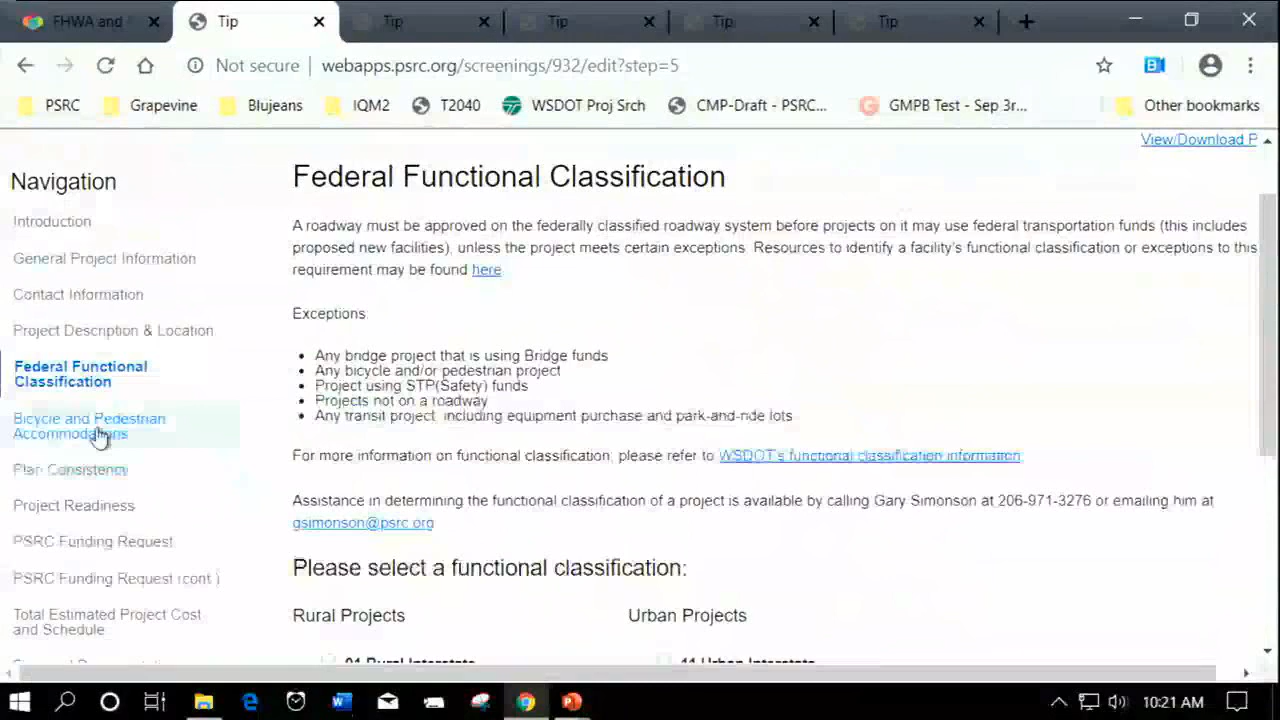 FHWA and
Tip
Tip
Tip
Tip
Tip
Not secure
webapps.psrc.org/screenings/932/edit?step=5
PSRC
Grapevine
Blujeans
IQM2
T2040
WSDOT Proj Srch
CMP-Draft - PSRC...
GMPB Test - Sep 3r...
Other bookmarks
View/Download P
Navigation
Introduction
General Project Information
Contact Information
Project Description & Location
Federal Functional
Classification
Bicycle and Pedestrian
Accommodations
Plan Consistency
Project Readiness
PSRC Funding Request
PSRC Funding Request (cont.)
Total Estimated Project Cost
and Schedule
Federal Functional Classification
A roadway must be approved on the federally classified roadway system before projects on it may use federal transportation funds (this includes
proposed new facilities), unless the project meets certain exceptions. Resources to identify a facility's functional classification or exceptions to this
requirement may be found here
Exceptions:
• Any bridge project that is using Bridge funds
• Any bicycle and/or pedestrian project
• Project using STP(Safety) funds
• Projects not on a roadway
• Any transit project, including equipment purchase and park-and-ride lots
For more information on functional classification, please refer to WSDOT's functional classification information.
Assistance in determining the functional classification of a project is available by calling Gary Simonson at 206-971-3276 or emailing him at
gsimonson@psrc.org
Please select a functional classification:
Rural Projects
Urban Projects
01 Rural Interstate
11 Urban Interstate
10:21 AM